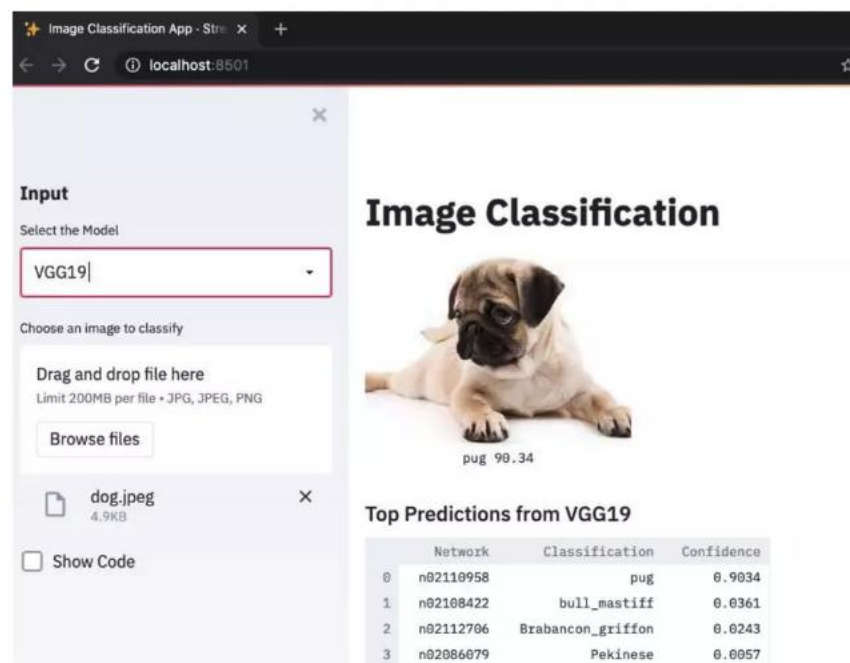 Image Classification App - Stre
localhost:8501
Input
Select the Model
VGG19
Choose an image to classify
Drag and drop file here
Limit 200MB per file • JPG, JPEG, PNG
Browse files
dog.jpeg
4.9KB
Show Code
Image Classification
pug 90.34
Top Predictions from VGG19
Network Classification Confidence
0 n02110958 pug 0.9034
1 n02108422 bull_mastiff 0.0361
2 n02112706 Brabancon_griffon 0.0243
3 n02086079 Pekinese 0.0057